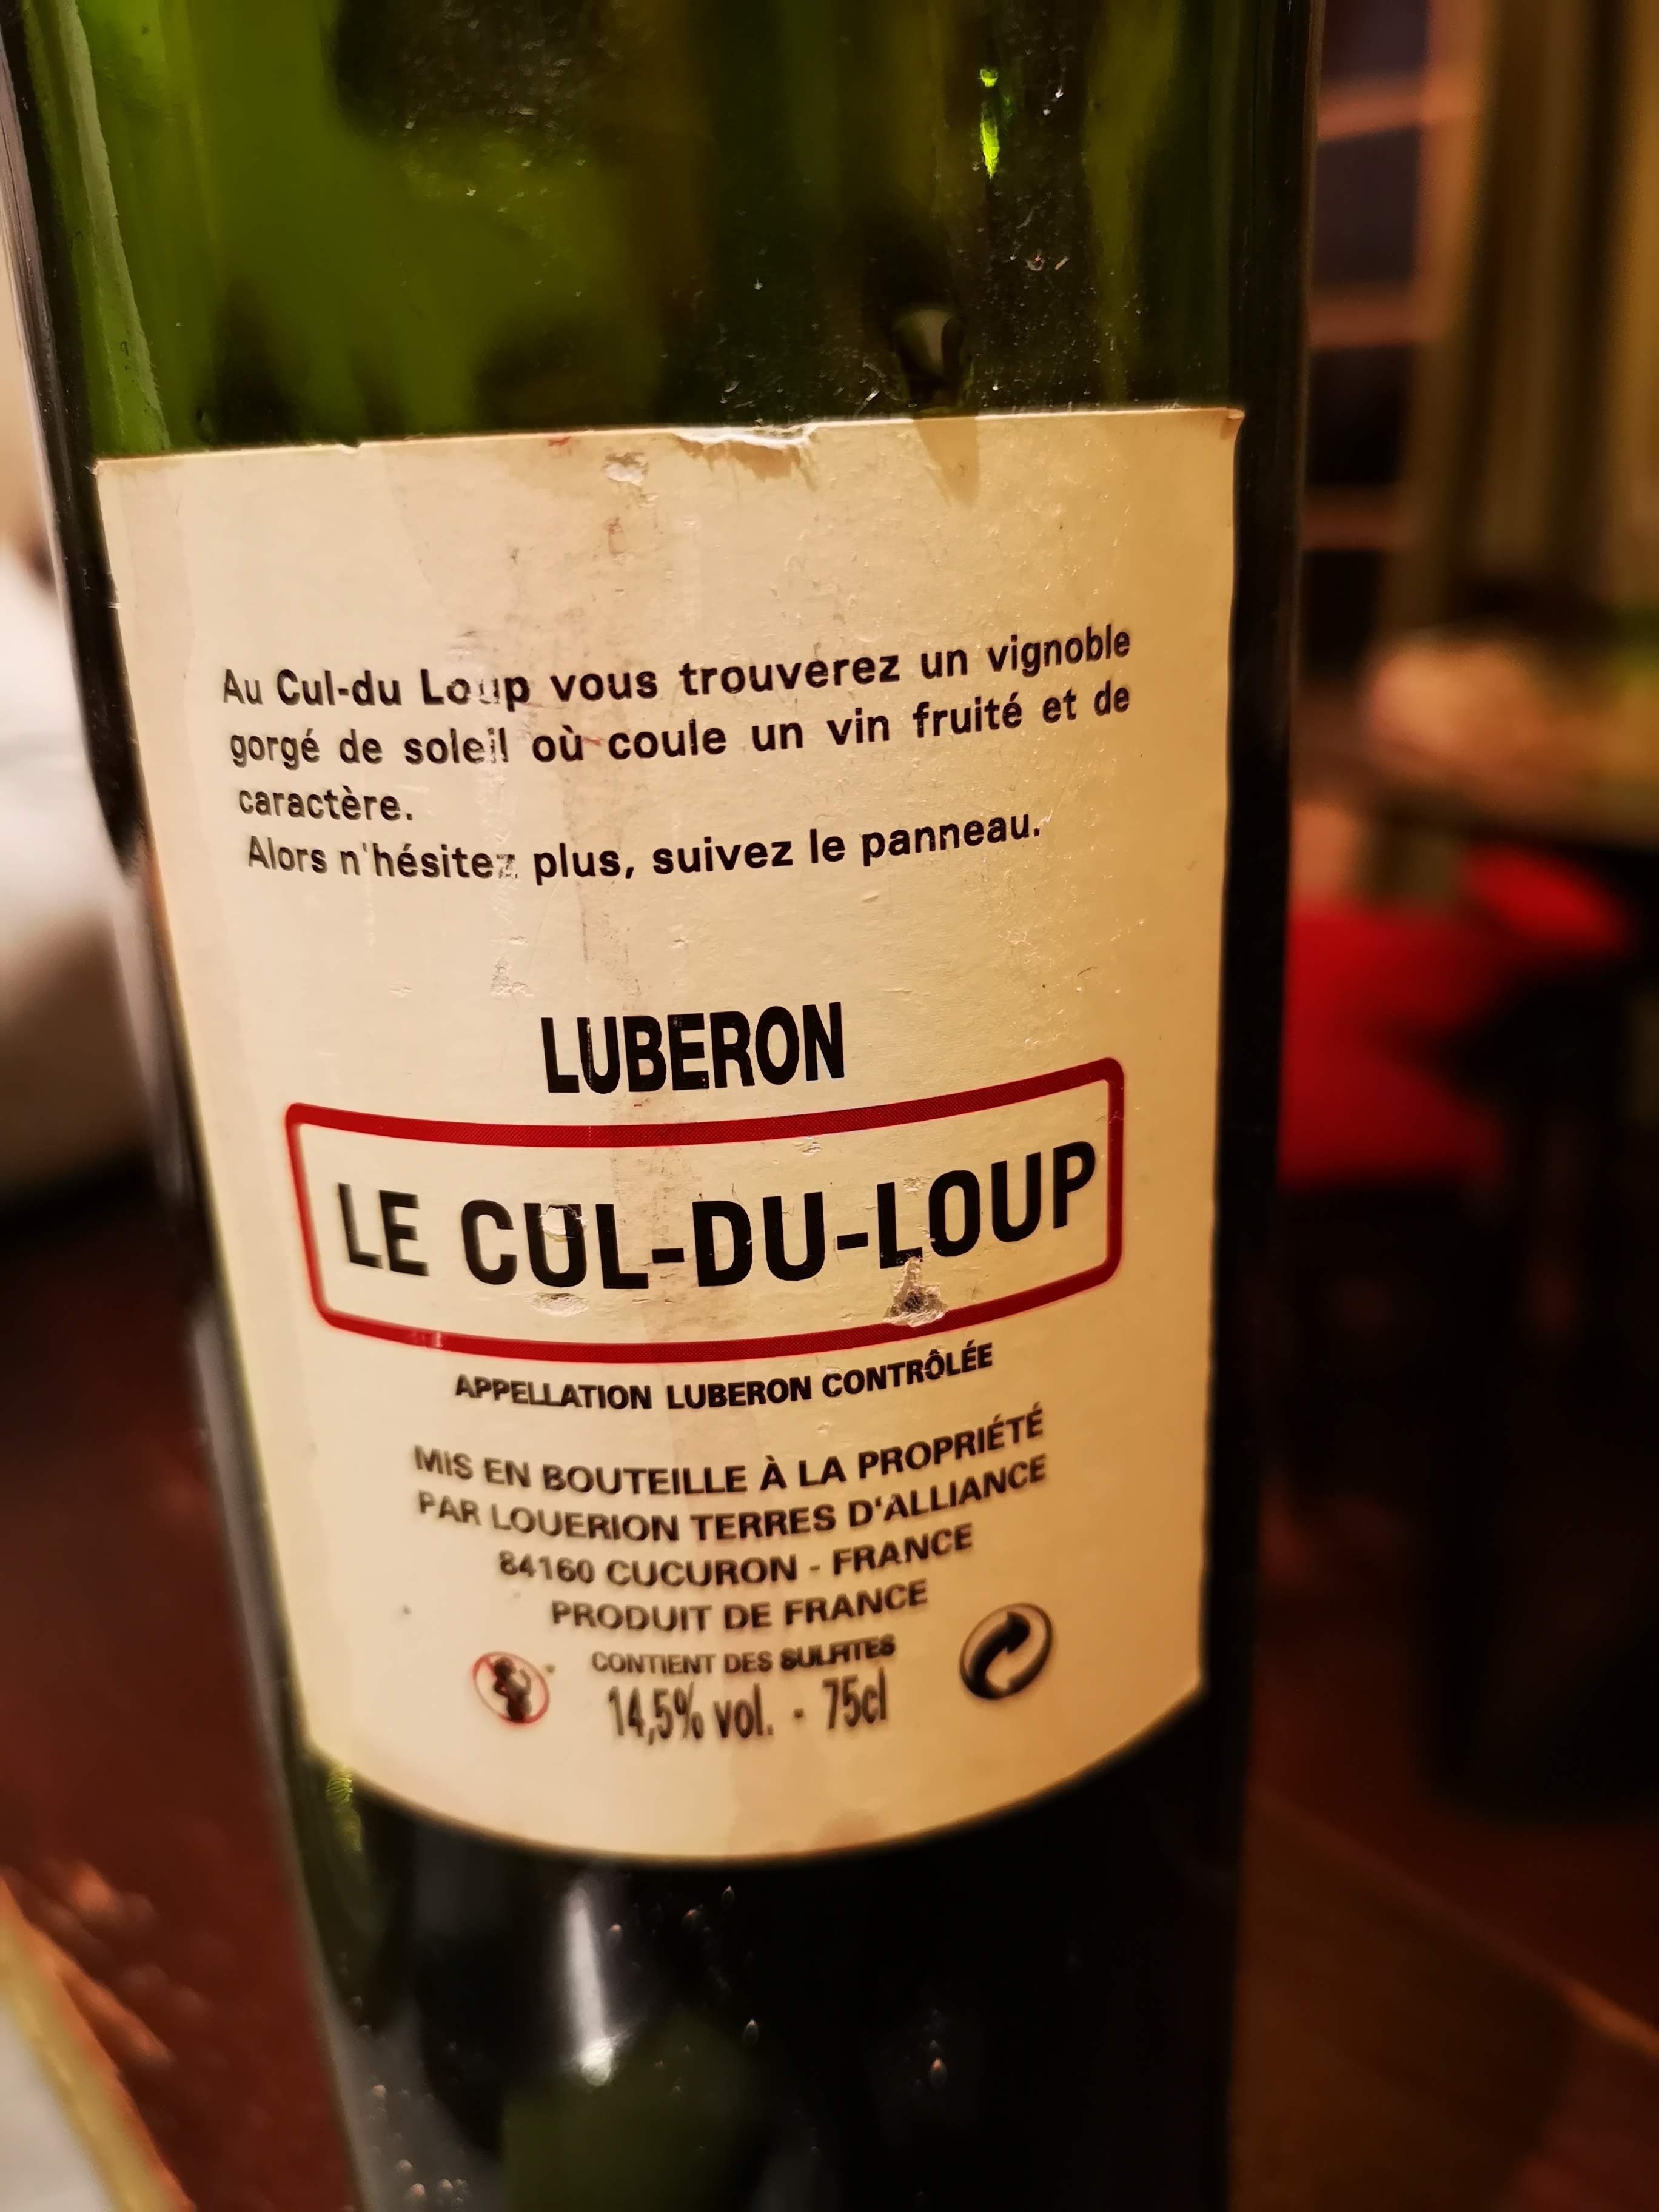 Au Cul-du Loup vous trouverez un vignoble
gorgé de soleil où coule un vin fruité et de
caractère.
Alors n'hésitez plus, suivez le panneau.
LUBERON
LE CUL-DU-LOUP
APPELLATION LUBERON CONTRÔLÉE
MIS EN BOUTEILLE À LA PROPRIÉTÉ
PAR LOUERION TERRES D'ALLIANCE
84160 CUCURON - FRANCE
PRODUIT DE FRANCE
CONTIENT DES SULFITES
14,5% vol. - 75cl